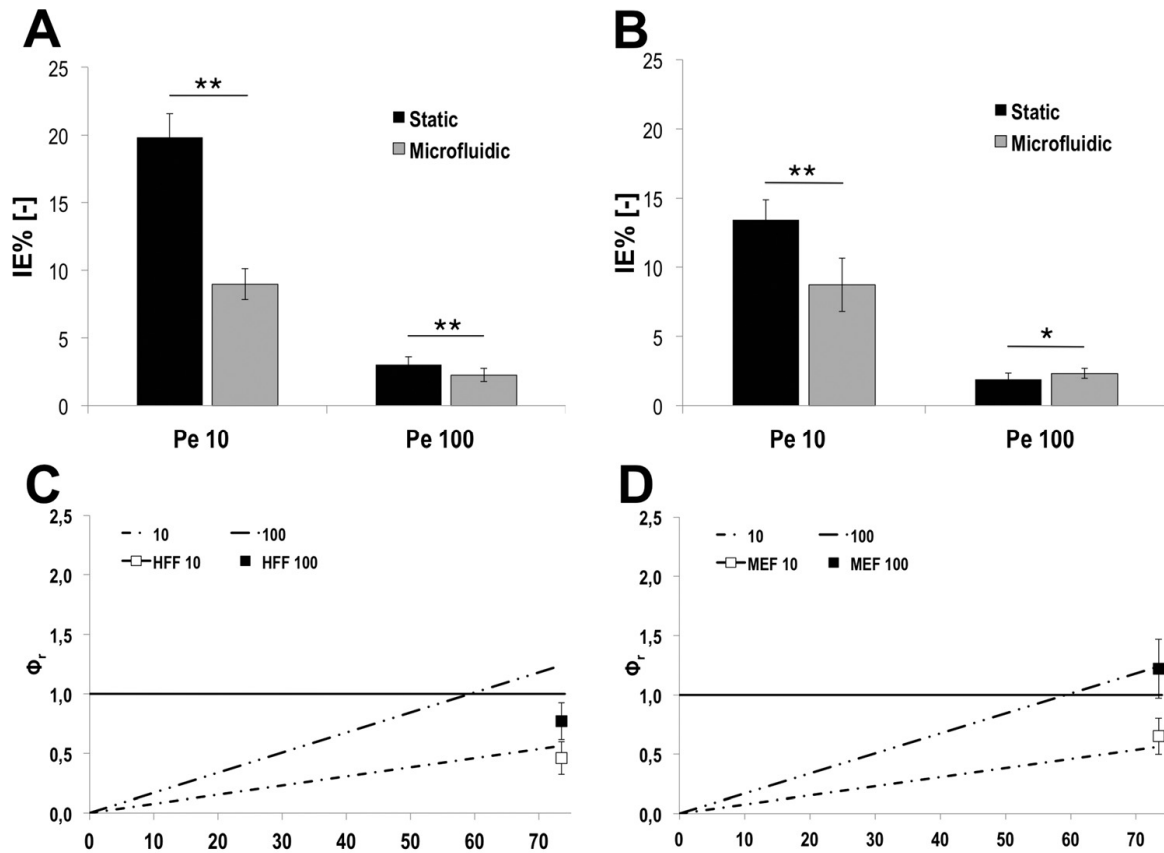 A
25
20
15
10
5
0
IE% [-]
**
**
Static
Microfluidic
Pe 10
Pe 100
B
25
20
15
10
5
0
IE% [-]
**
*
Static
Microfluidic
Pe 10
Pe 100
C
2,5
2,0
1,5
1,0
0,5
0,0
Φr
10
100
HFF 10
HFF 100
0 10 20 30 40 50 60 70
D
2,5
2,0
1,5
1,0
0,5
0,0
Φr
10
100
MEF 10
MEF 100
0 10 20 30 40 50 60 70